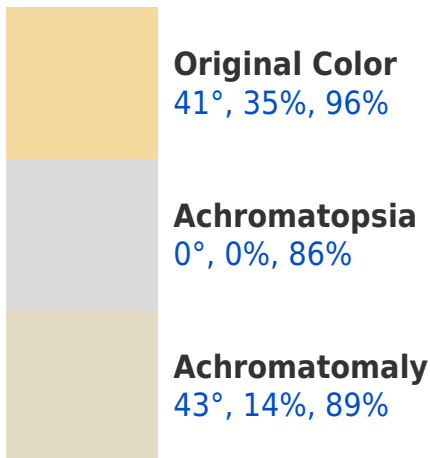 Original Color
41°, 35%, 96%
Achromatopsia
0°, 0%, 86%
Achromatomaly
43°, 14%, 89%